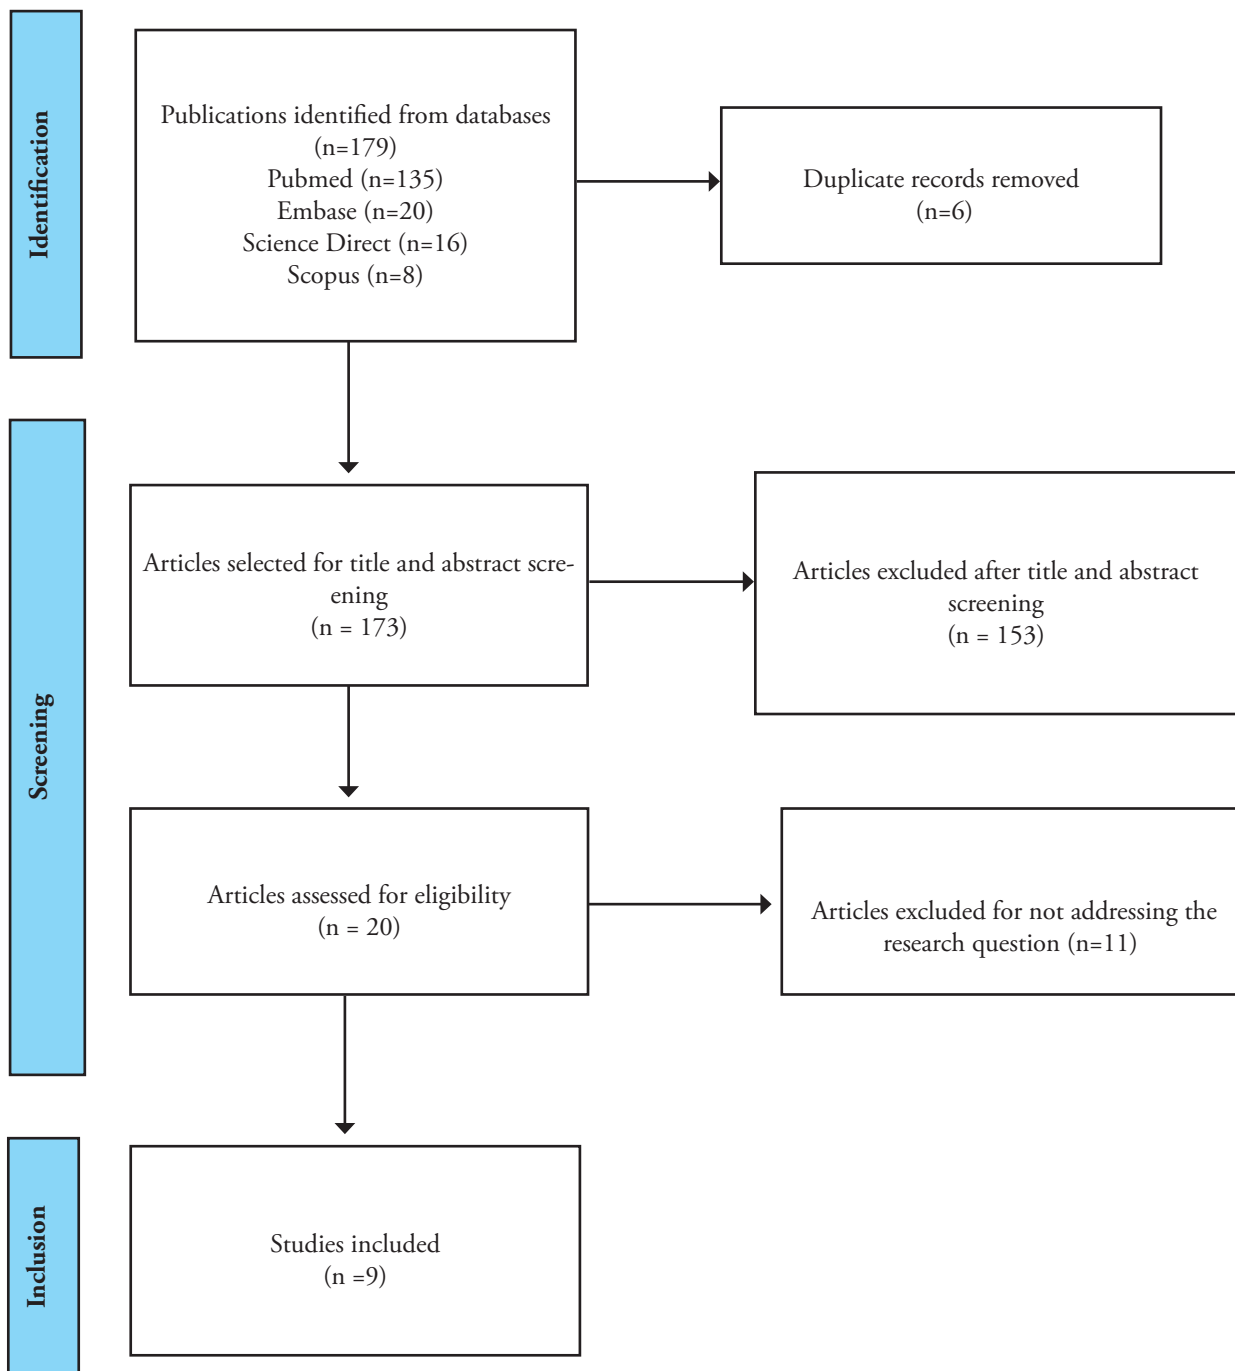 Identification
Publications identified from databases
(n=179)
Pubmed (n=135)
Embase (n=20)
Science Direct (n=16)
Scopus (n=8)
Duplicate records removed
(n=6)
Screening
Articles selected for title and abstract scre-
ening
(n = 173)
Articles excluded after title and abstract
screening
(n = 153)
Articles assessed for eligibility
(n = 20)
Articles excluded for not addressing the
research question (n=11)
Inclusion
Studies included
(n =9)